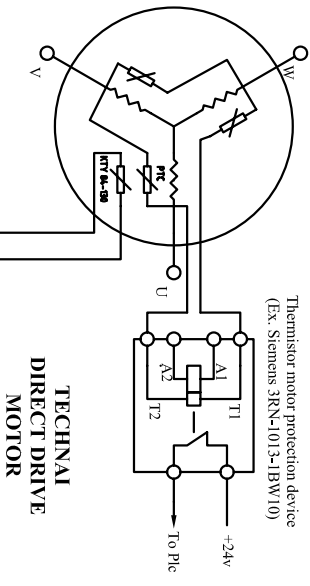 Thermistor motor protection device
(Ex. Siemens 3RN-1013-1BW10)
W
V
U
PTC
KTY 84-130
A1
T1
A2
T2
+24v
To Plc
TECHNAI
DIRECT DRIVE
MOTOR